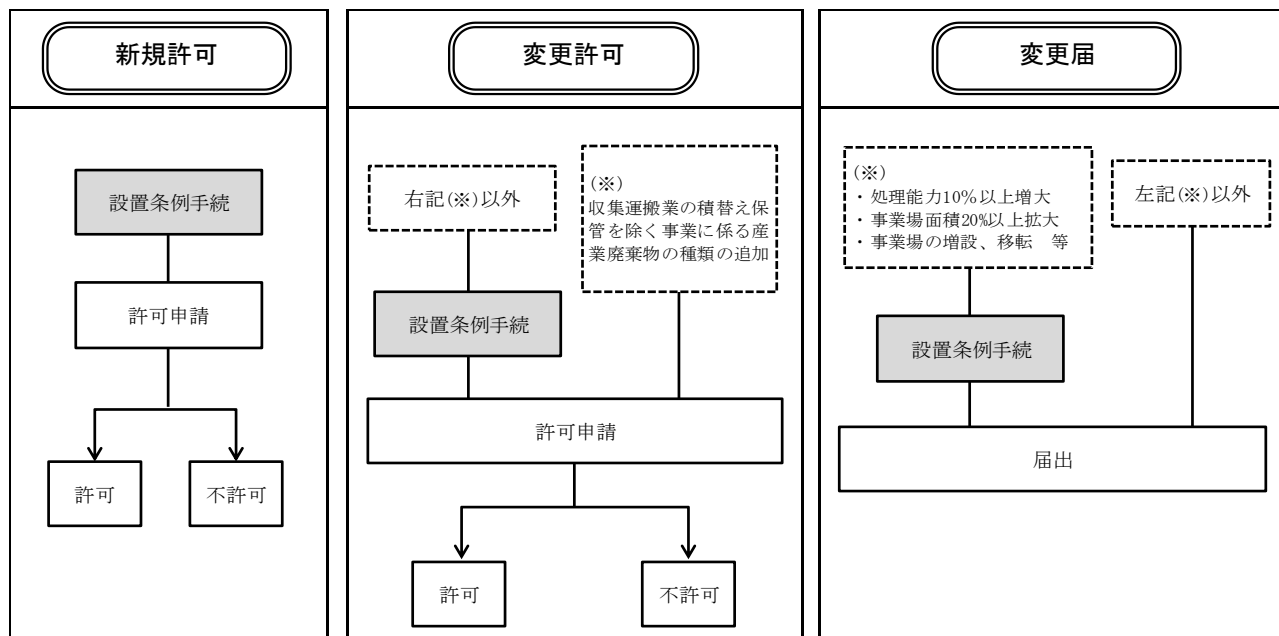 新規許可
設置条例手続
許可申請
許可
不許可
変更許可
右記(※)以外
(※)
収集運搬業の積替え保
管を除く事業に係る産
業廃棄物の種類の追加
設置条例手続
許可申請
許可
不許可
変更届
(※)
・処理能力10%以上増大
・事業場面積20%以上拡大
・事業場の増設、移転　等
左記(※)以外
設置条例手続
届出